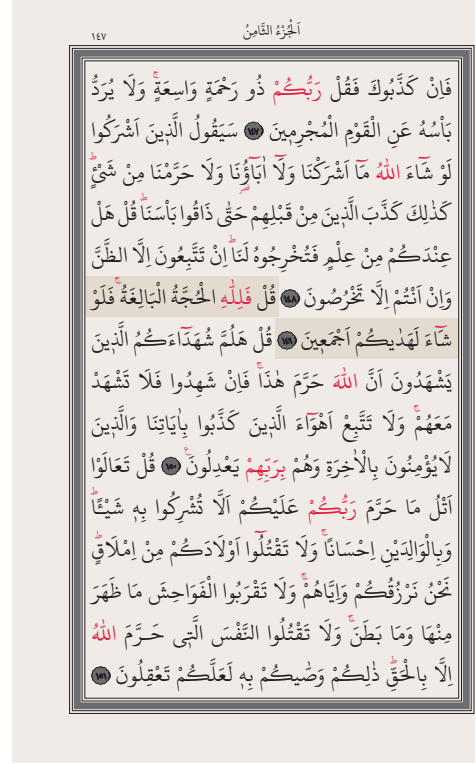 اَلْجُزْءُ الثَّامِنُ
١٤٧
فَاِنْ كَذَّبُوكَ فَقُلْ رَبُّكُمْ ذُو رَحْمَةٍ وَاسِعَةٍۚ وَلَا يُرَدُّ
بَأْسُهُ عَنِ الْقَوْمِ الْمُجْرِم۪ينَ ﴿١٤٧﴾ سَيَقُولُ الَّذ۪ينَ اَشْرَكُوا
لَوْ شَٓاءَ اللّٰهُ مَٓا اَشْرَكْنَا وَلَٓا اٰبَٓاؤُ۬نَا وَلَا حَرَّمْنَا مِنْ شَيْءٍۜ
كَذٰلِكَ كَذَّبَ الَّذ۪ينَ مِنْ قَبْلِهِمْ حَتّٰى ذَاقُوا بَأْسَنَاۜ قُلْ هَلْ
عِنْدَكُمْ مِنْ عِلْمٍ فَتُخْرِجُوهُ لَنَاۜ اِنْ تَتَّبِعُونَ اِلَّا الظَّنَّ
وَاِنْ اَنْتُمْ اِلَّا تَخْرُصُونَ ﴿١٤٨﴾ قُلْ فَلِلّٰهِ الْحُجَّةُ الْبَالِغَةُۚ فَلَوْ
شَٓاءَ لَهَدٰيكُمْ اَجْمَع۪ينَ ﴿١٤٩﴾ قُلْ هَلُمَّ شُهَدَٓاءَكُمُ الَّذ۪ينَ
يَشْهَدُونَ اَنَّ اللّٰهَ حَرَّمَ هٰذَاۚ فَاِنْ شَهِدُوا فَلَا تَشْهَدْ
مَعَهُمْۚ وَلَا تَتَّبِعْ اَهْوَٓاءَ الَّذ۪ينَ كَذَّبُوا بِاٰيَاتِنَا وَالَّذ۪ينَ
لَايُؤْمِنُونَ بِالْاٰخِرَةِ وَهُمْ بِرَبِّهِمْ يَعْدِلُونَ۟ ﴿١٥٠﴾ قُلْ تَعَالَوْا
اَتْلُ مَا حَرَّمَ رَبُّكُمْ عَلَيْكُمْ اَلَّا تُشْرِكُوا بِه۪ شَيْـًٔاۜ
وَبِالْوَالِدَيْنِ اِحْسَانًاۚ وَلَا تَقْتُلُٓوا اَوْلَادَكُمْ مِنْ اِمْلَاقٍۜ
نَحْنُ نَرْزُقُكُمْ وَاِيَّاهُمْۚ وَلَا تَقْرَبُوا الْفَوَاحِشَ مَا ظَهَرَ
مِنْهَا وَمَا بَطَنَۚ وَلَا تَقْتُلُوا النَّفْسَ الَّت۪ي حَـرَّمَ اللّٰهُ
اِلَّا بِالْحَقِّۜ ذٰلِكُمْ وَصّٰيكُمْ بِه۪ لَعَلَّكُمْ تَعْقِلُونَ ﴿١٥١﴾